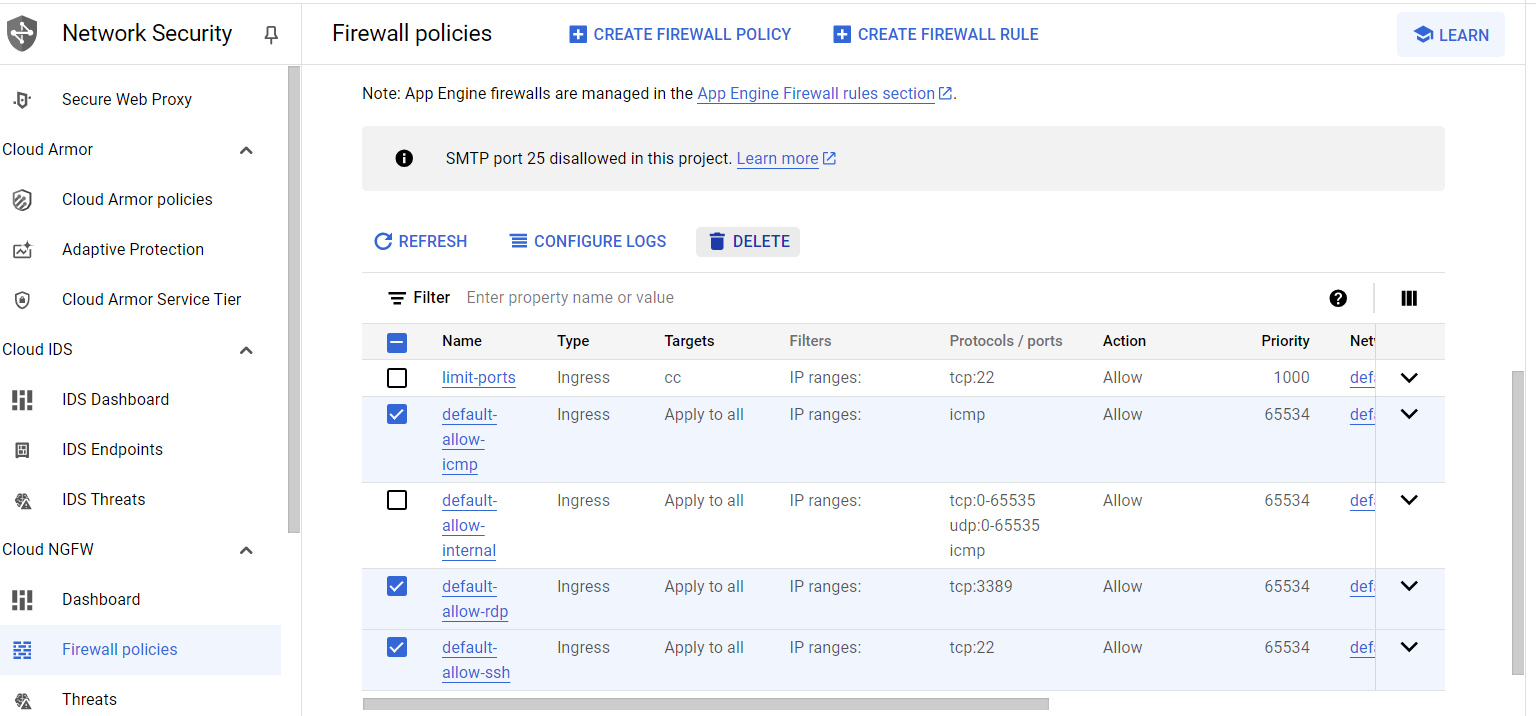 Network Security
Secure Web Proxy
Cloud Armor
Cloud Armor policies
Adaptive Protection
Cloud Armor Service Tier
Cloud IDS
IDS Dashboard
IDS Endpoints
IDS Threats
Cloud NGFW
Dashboard
Firewall policies
Threats
Firewall policies CREATE FIREWALL POLICY CREATE FIREWALL RULE LEARN
Note: App Engine firewalls are managed in the App Engine Firewall rules section.
SMTP port 25 disallowed in this project. Learn more
REFRESH CONFIGURE LOGS DELETE
Filter Enter property name or value
Name Type Targets Filters Protocols / ports Action Priority Net
limit-ports Ingress cc IP ranges: tcp:22 Allow 1000 defa
default- Ingress Apply to all IP ranges: icmp Allow 65534 defa
allow-
icmp
default- Ingress Apply to all IP ranges: tcp:0-65535 Allow 65534 defa
allow- udp:0-65535
internal icmp
default- Ingress Apply to all IP ranges: tcp:3389 Allow 65534 defa
allow-rdp
default- Ingress Apply to all IP ranges: tcp:22 Allow 65534 defa
allow-ssh